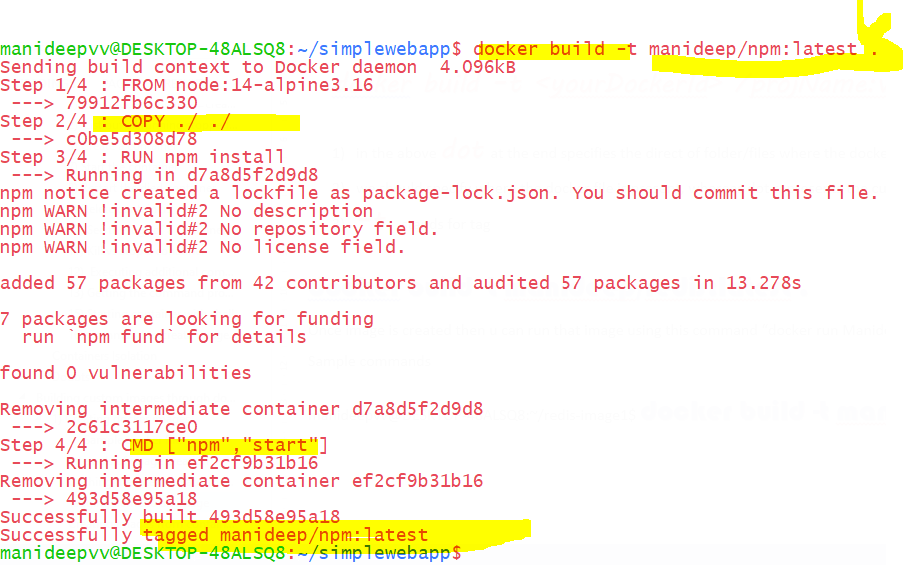 manideepvv@DESKTOP-48ALSQ8:~/simplewebapp$ docker build -t manideep/npm:latest .
Sending build context to Docker daemon  4.096kB
Step 1/4 : FROM node:14-alpine3.16
 ---> 79912fb6c330
Step 2/4 : COPY ./ ./
 ---> c0be5d308d78
Step 3/4 : RUN npm install
 ---> Running in d7a8d5f2d9d8
npm notice created a lockfile as package-lock.json. You should commit this file.
npm WARN !invalid#2 No description
npm WARN !invalid#2 No repository field.
npm WARN !invalid#2 No license field.

added 57 packages from 42 contributors and audited 57 packages in 13.278s

7 packages are looking for funding
  run `npm fund` for details

found 0 vulnerabilities

Removing intermediate container d7a8d5f2d9d8
 ---> 2c61c3117ce0
Step 4/4 : CMD ["npm","start"]
 ---> Running in ef2cf9b31b16
Removing intermediate container ef2cf9b31b16
 ---> 493d58e95a18
Successfully built 493d58e95a18
Successfully tagged manideep/npm:latest
manideepvv@DESKTOP-48ALSQ8:~/simplewebapp$